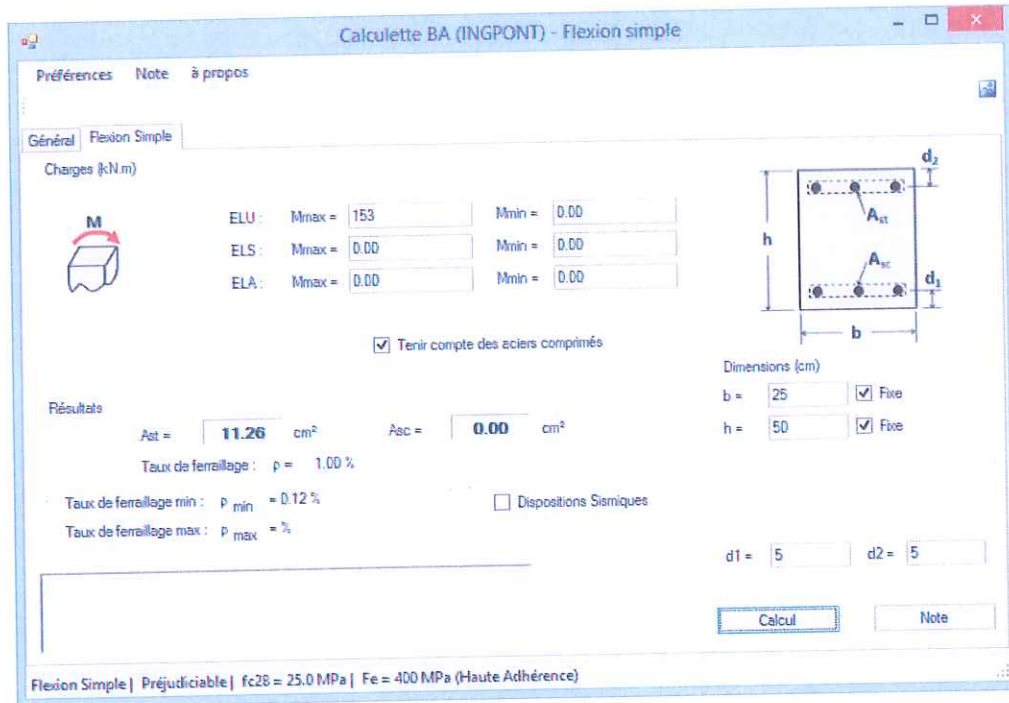 Calculette BA (INGPONT) - Flexion simple
Préférences Note à propos
Général Flexion Simple
Charges (kN.m)
M
ELU : Mmax = 153 Mmin = 0.00
ELS : Mmax = 0.00 Mmin = 0.00
ELA : Mmax = 0.00 Mmin = 0.00
Tenir compte des aciers comprimés
d2
Ast
h
Asc
d1
b
Dimensions (cm)
b = 25 Fixe
h = 50 Fixe
Résultats
Ast = 11.26 cm² Asc = 0.00 cm²
Taux de ferraillage : ρ = 1.00 %
Taux de ferraillage min : ρ min = 0.12 %
Dispositions Sismiques
Taux de ferraillage max : ρ max = %
d1 = 5 d2 = 5
Calcul Note
Flexion Simple | Préjudiciable | fc28 = 25.0 MPa | Fe = 400 MPa (Haute Adhérence)